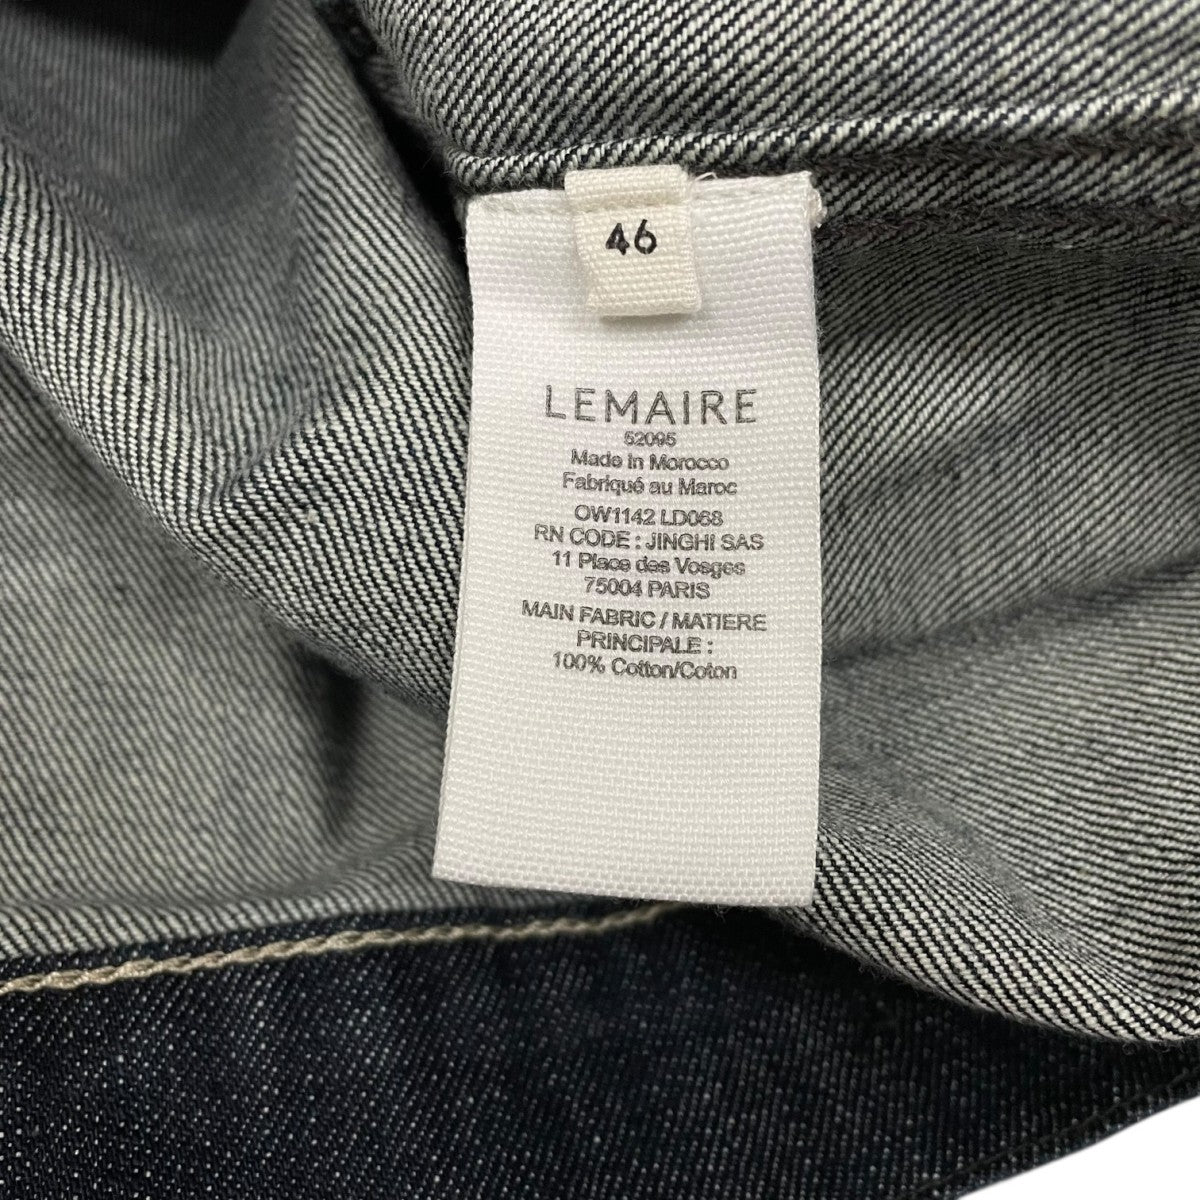 46
LEMAIRE
52095
Made in Morocco
Fabriqué au Maroc
OW1142 LD068
RN CODE : JINGHI SAS
11 Place des Vosges
75004 PARIS
MAIN FABRIC / MATIERE
PRINCIPALE :
100% Cotton/Coton